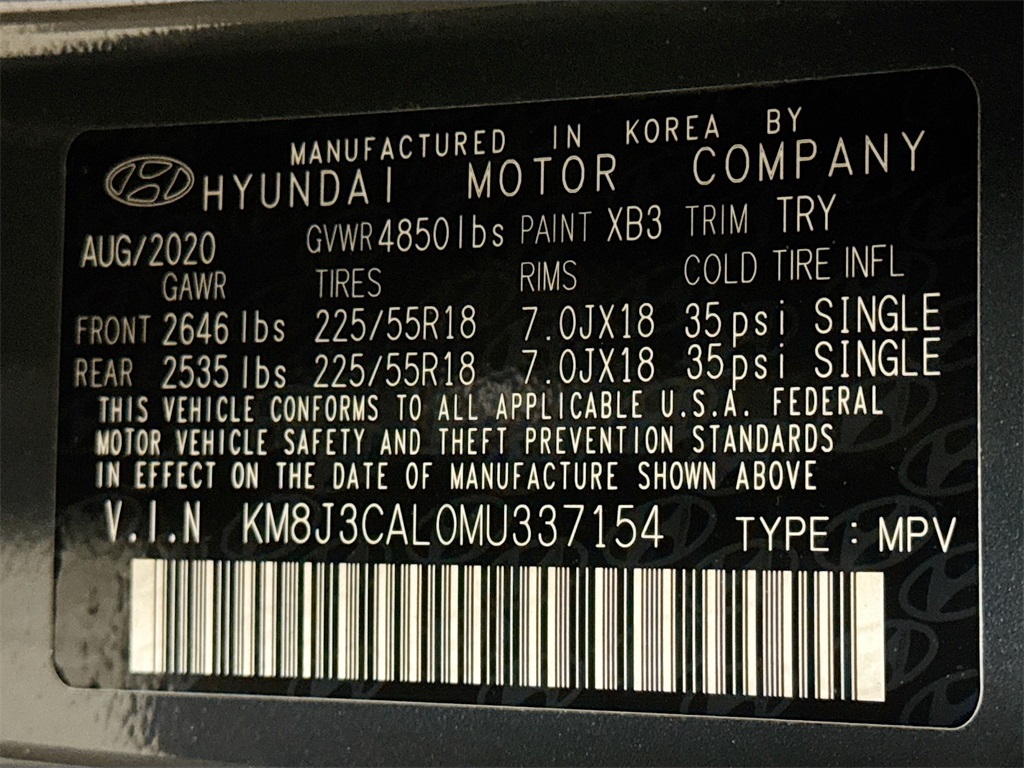 MANUFACTURED IN KOREA BY
HYUNDAI MOTOR COMPANY
AUG/2020 GVWR 4850 lbs PAINT XB3 TRIM TRY
GAWR TIRES RIMS COLD TIRE INFL
FRONT 2646 lbs 225/55R18 7.0JX18 35psi SINGLE
REAR 2535 lbs 225/55R18 7.0JX18 35psi SINGLE
THIS VEHICLE CONFORMS TO ALL APPLICABLE U.S.A. FEDERAL
MOTOR VEHICLE SAFETY AND THEFT PREVENTION STANDARDS
IN EFFECT ON THE DATE OF MANUFACTURE SHOWN ABOVE
V.I.N KM8J3CAL0MU337154 TYPE : MPV